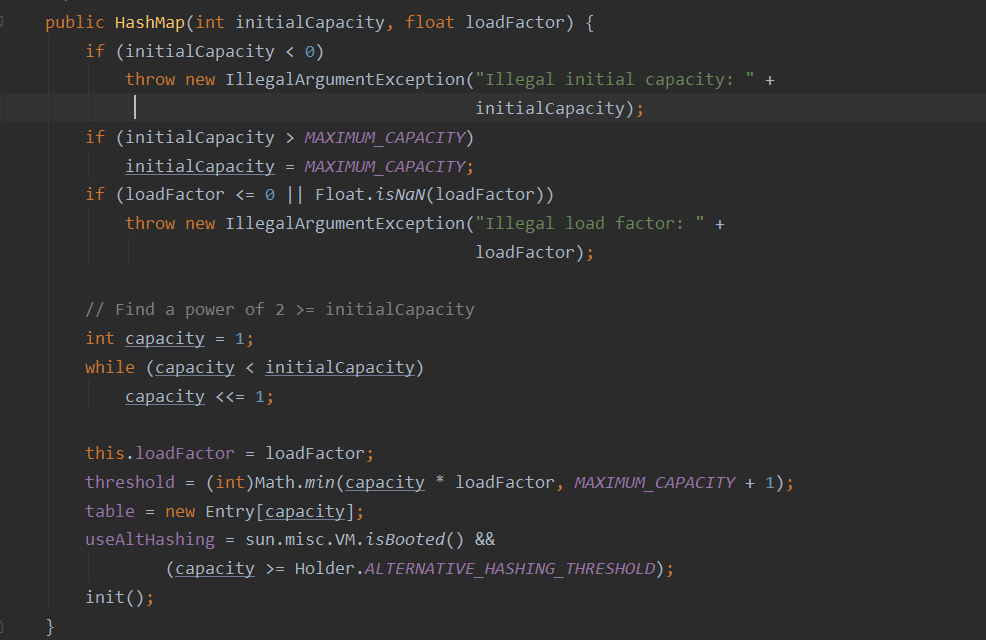 public HashMap(int initialCapacity, float loadFactor) {
if (initialCapacity < 0)
throw new IllegalArgumentException("Illegal initial capacity: " +
initialCapacity);
if (initialCapacity > MAXIMUM_CAPACITY)
initialCapacity = MAXIMUM_CAPACITY;
if (loadFactor <= 0 || Float.isNaN(loadFactor))
throw new IllegalArgumentException("Illegal load factor: " +
loadFactor);
// Find a power of 2 >= initialCapacity
int capacity = 1;
while (capacity < initialCapacity)
capacity <<= 1;
this.loadFactor = loadFactor;
threshold = (int)Math.min(capacity * loadFactor, MAXIMUM_CAPACITY + 1);
table = new Entry[capacity];
useAltHashing = sun.misc.VM.isBooted() &&
(capacity >= Holder.ALTERNATIVE_HASHING_THRESHOLD);
init();
}